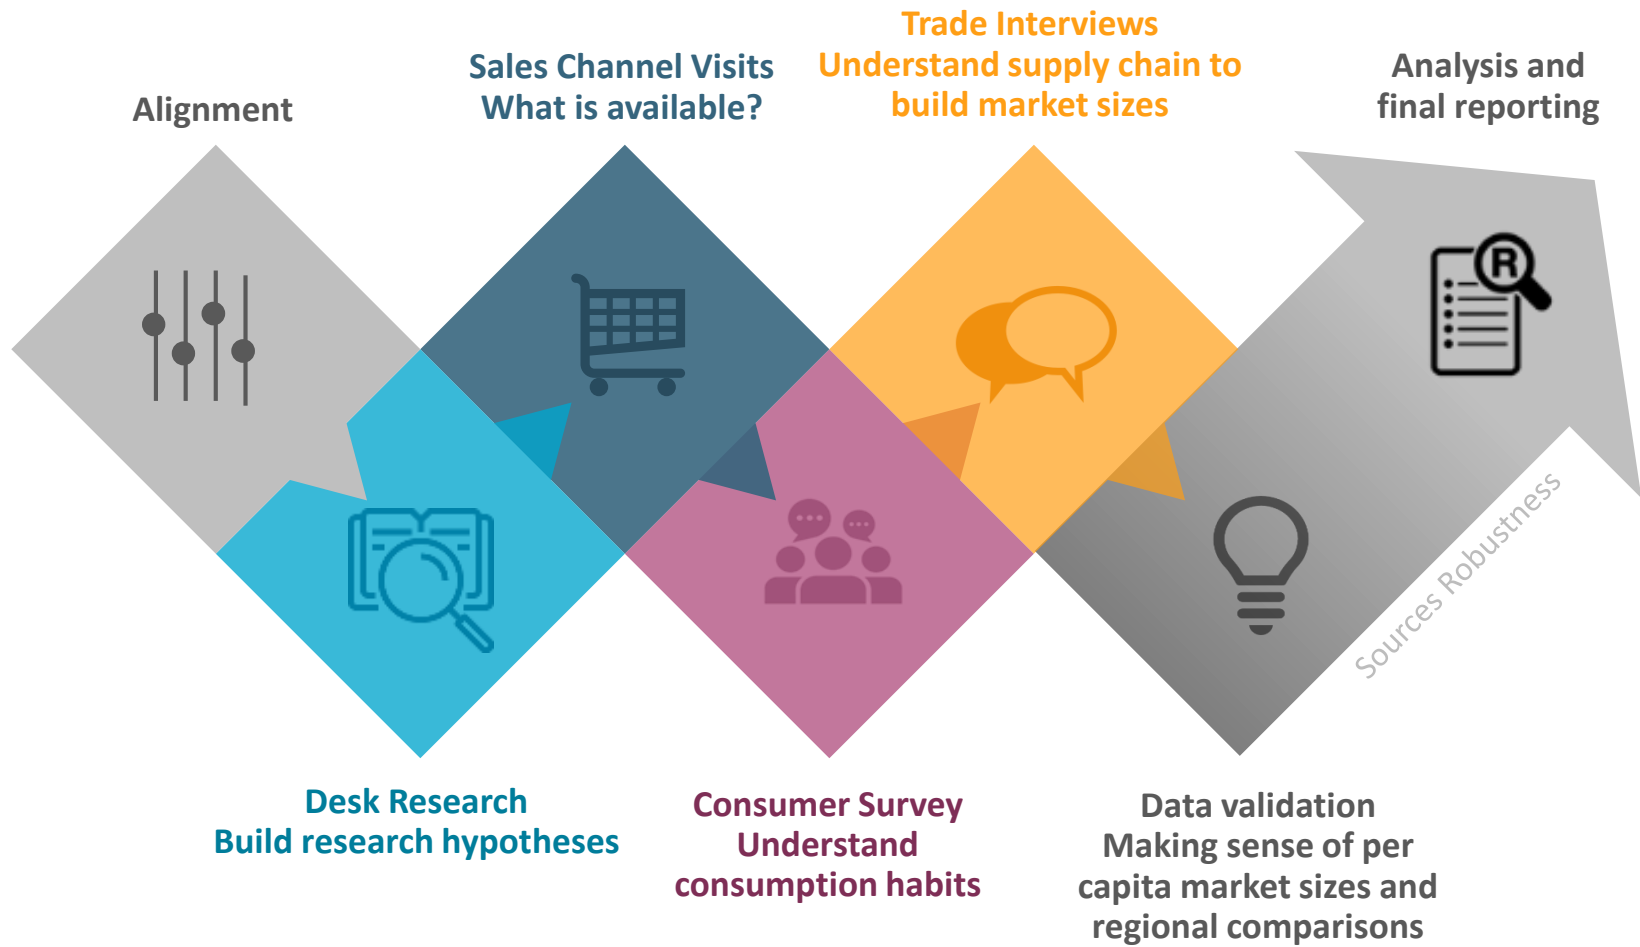 Alignment
Sales Channel Visits
What is available?
Trade Interviews
Understand supply chain to
build market sizes
Analysis and
final reporting
R
Sources Robustness
Desk Research
Build research hypotheses
Consumer Survey
Understand
consumption habits
Data validation
Making sense of per
capita market sizes and
regional comparisons